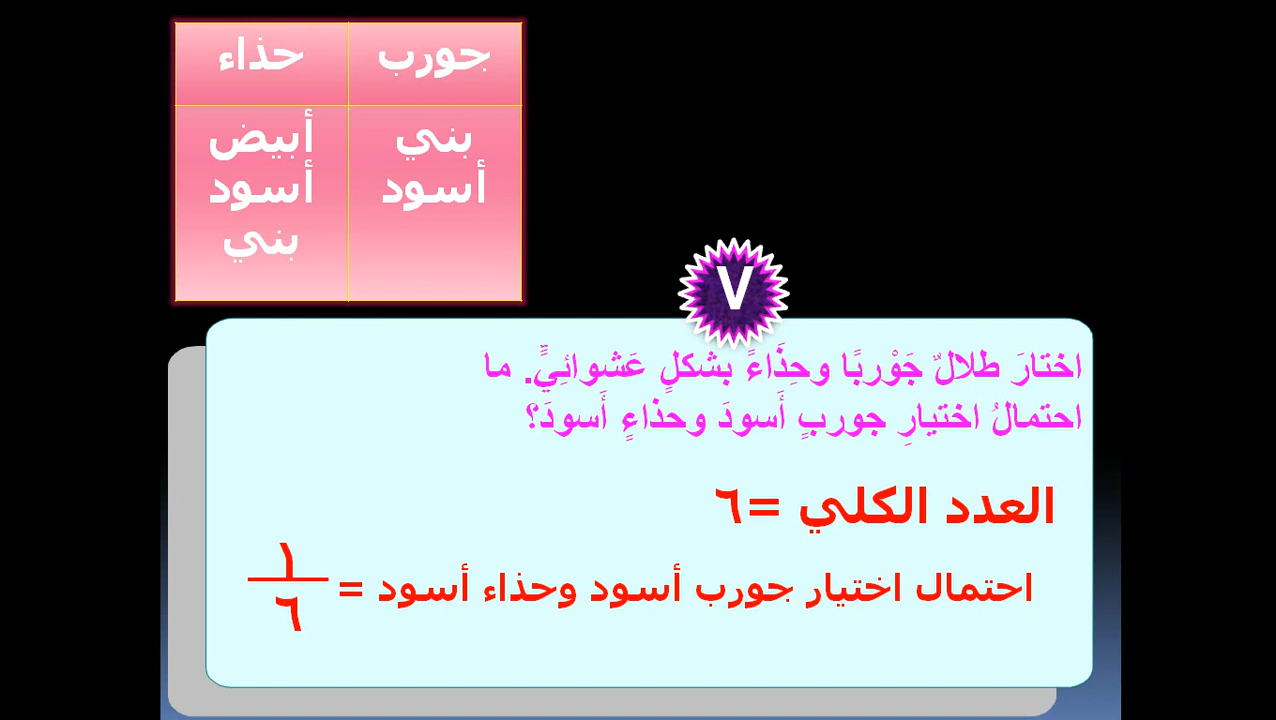 جورب
حذاء
بني
أسود
أبيض
أسود
بني
٧
اختارَ طلالٌ جَوْربًا وحِذَاءً بشكلٍ عَشوائِيٍّ. ما
احتمالُ اختيارِ جوربٍ أَسودَ وحذاءٍ أَسودَ؟
العدد الكلي =٦
احتمال اختيار جورب أسود وحذاء أسود = ١/٦